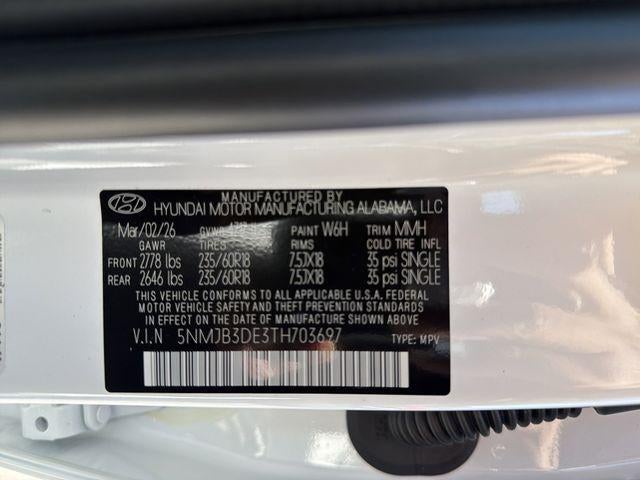 MANUFACTURED BY
HYUNDAI MOTOR MANUFACTURING ALABAMA, LLC
Mar/02/26 GVWR PAINT W6H TRIM MMH
GAWR TIRES RIMS COLD TIRE INFL
FRONT 2778 lbs 235/60R18 7.5JX18 35 psi SINGLE
REAR 2646 lbs 235/60R18 7.5JX18 35 psi SINGLE
THIS VEHICLE CONFORMS TO ALL APPLICABLE U.S.A. FEDERAL
MOTOR VEHICLE SAFETY AND THEFT PREVENTION
STANDARDS IN EFFECT ON THE DATE OF MANUFACTURE SHOWN ABOVE.
V.I.N 5NMJB3DE3TH703697 TYPE: MPV